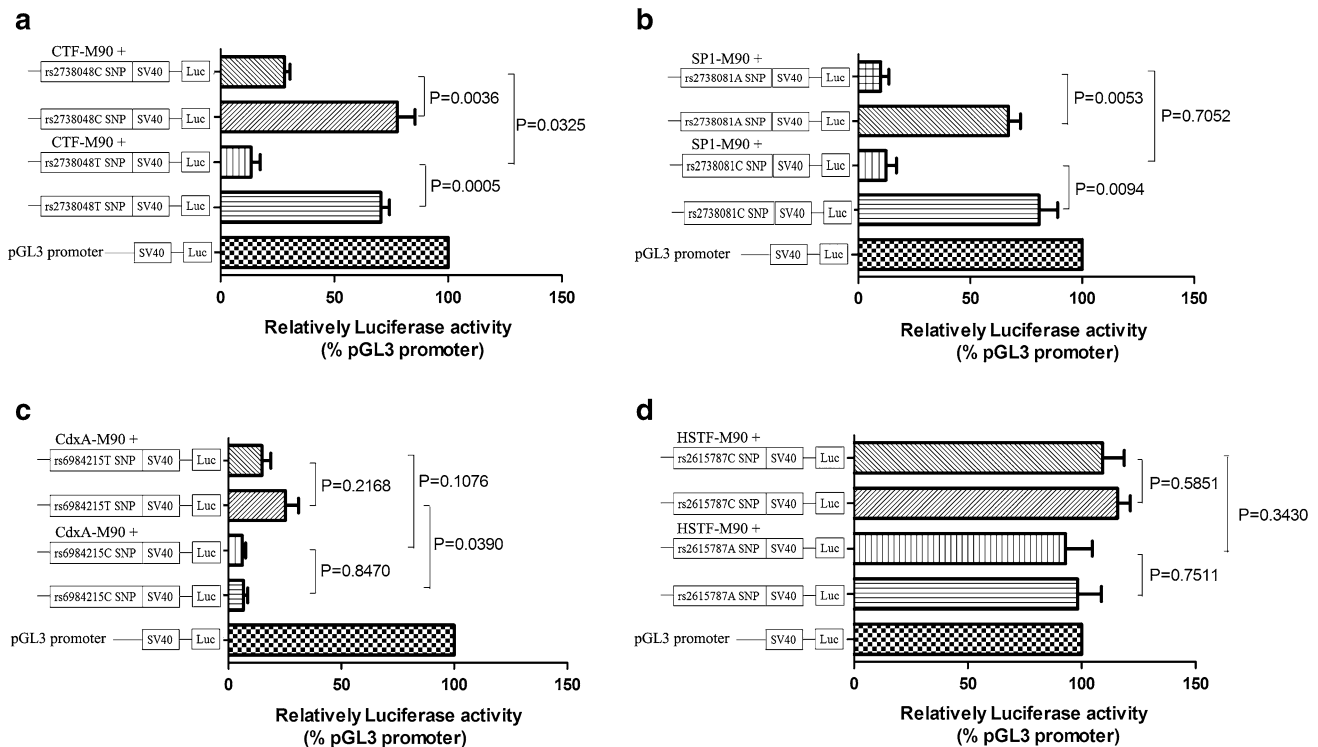 a
CTF-M90 +
rs2738048C SNP SV40 Luc
rs2738048C SNP SV40 Luc
CTF-M90 +
rs2738048T SNP SV40 Luc
rs2738048T SNP SV40 Luc
pGL3 promoter SV40 Luc
P=0.0036
P=0.0325
P=0.0005
0 50 100 150
Relatively Luciferase activity
(% pGL3 promoter)
b
SP1-M90 +
rs2738081A SNP SV40 Luc
rs2738081A SNP SV40 Luc
SP1-M90 +
rs2738081C SNP SV40 Luc
rs2738081C SNP SV40 Luc
pGL3 promoter SV40 Luc
P=0.0053
P=0.7052
P=0.0094
0 50 100 150
Relatively Luciferase activity
(% pGL3 promoter)
c
CdxA-M90 +
rs6984215T SNP SV40 Luc
rs6984215T SNP SV40 Luc
CdxA-M90 +
rs6984215C SNP SV40 Luc
rs6984215C SNP SV40 Luc
pGL3 promoter SV40 Luc
P=0.2168
P=0.1076
P=0.0390
P=0.8470
0 50 100 150
Relatively Luciferase activity
(% pGL3 promoter)
d
HSTF-M90 +
rs2615787C SNP SV40 Luc
rs2615787C SNP SV40 Luc
HSTF-M90 +
rs2615787A SNP SV40 Luc
rs2615787A SNP SV40 Luc
pGL3 promoter SV40 Luc
P=0.5851
P=0.3430
P=0.7511
0 50 100 150
Relatively Luciferase activity
(% pGL3 promoter)